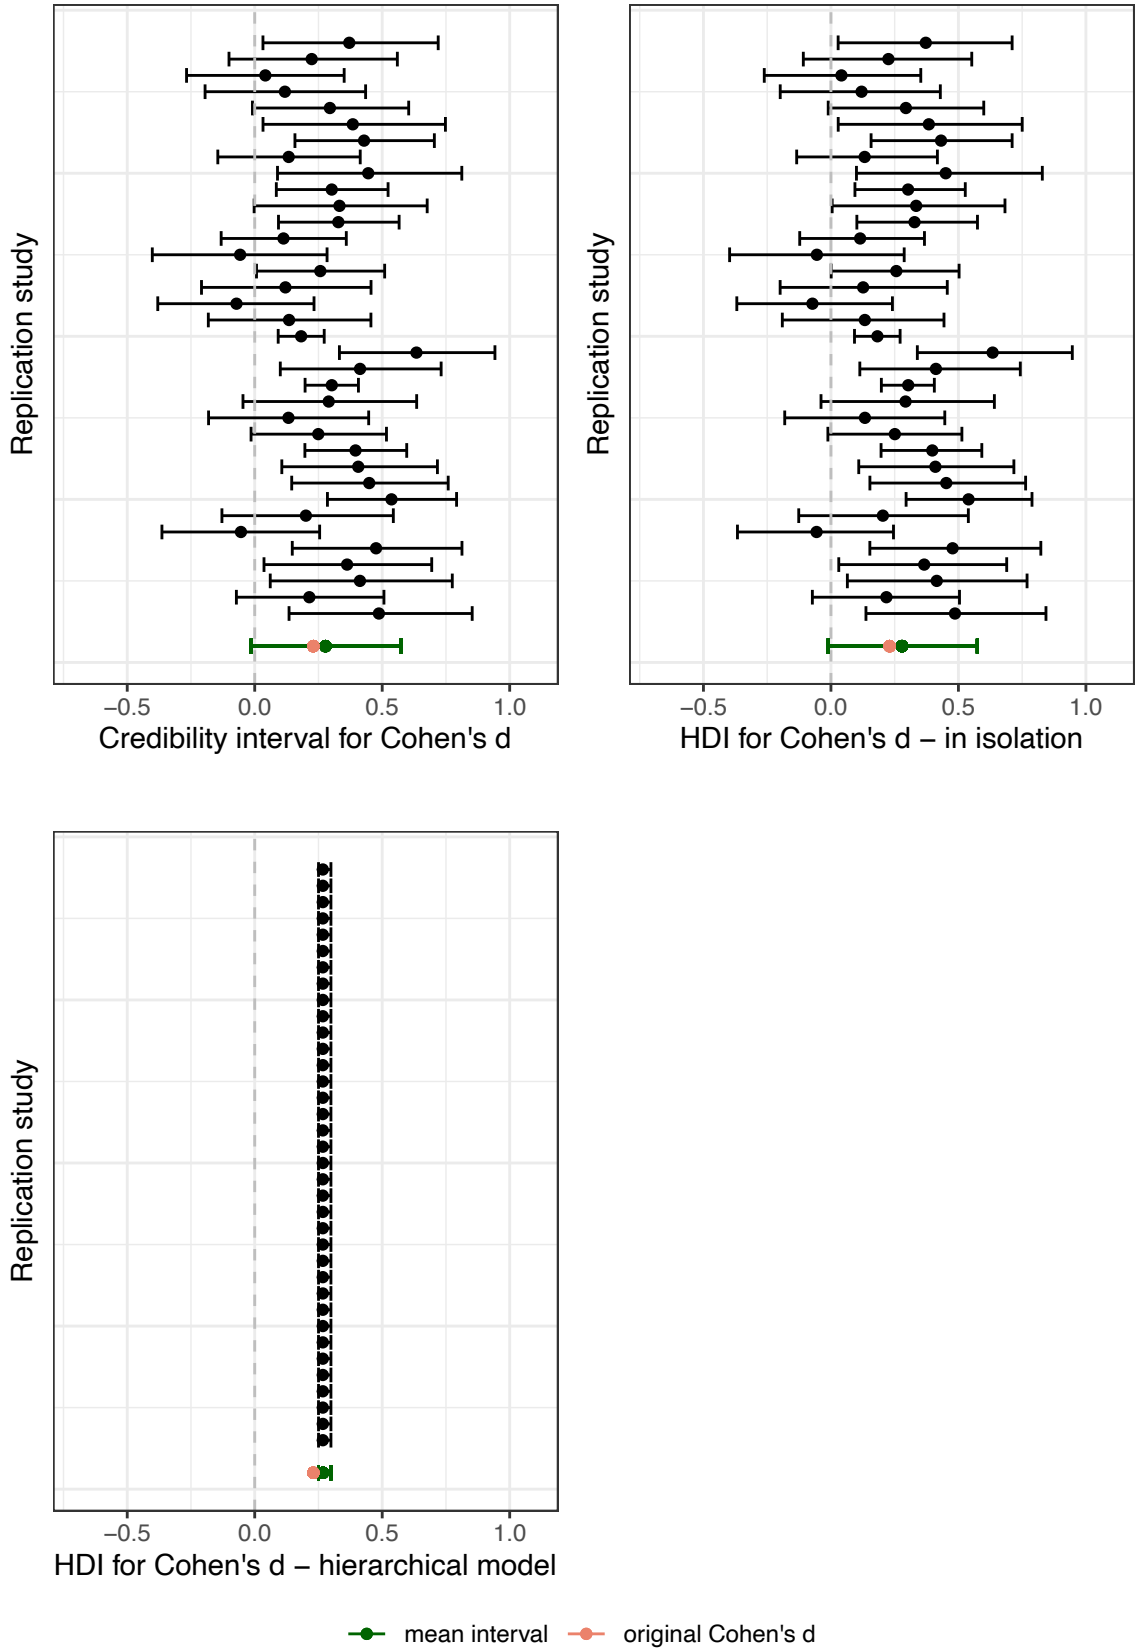 Replication study
−0.5 0.0 0.5 1.0
Credibility interval for Cohen's d
Replication study
−0.5 0.0 0.5 1.0
HDI for Cohen's d − in isolation
Replication study
−0.5 0.0 0.5 1.0
HDI for Cohen's d − hierarchical model
mean interval original Cohen's d